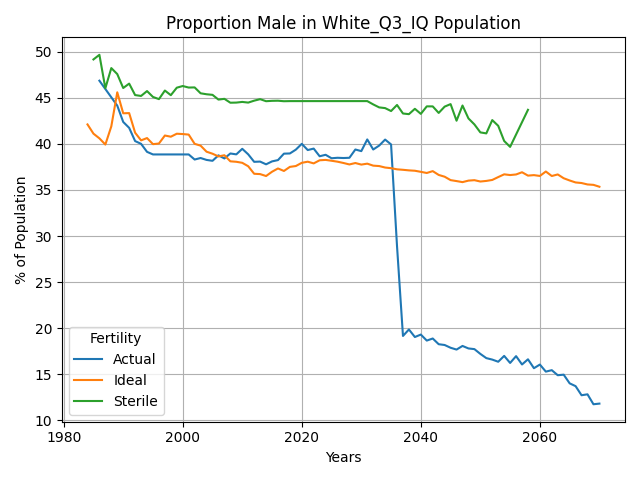 Proportion Male in White_Q3_IQ Population
% of Population
50
45
40
35
30
25
20
15
10
Fertility
Actual
Ideal
Sterile
1980
2000
2020
2040
2060
Years